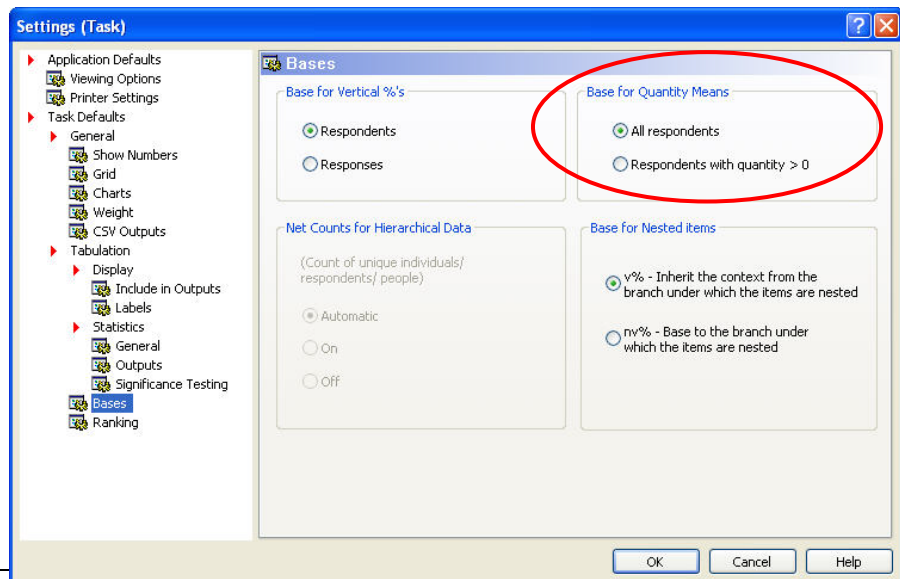 Settings (Task)
Application Defaults
Viewing Options
Printer Settings
Task Defaults
General
Show Numbers
Grid
Charts
Weight
CSV Outputs
Tabulation
Display
Include in Outputs
Labels
Statistics
General
Outputs
Significance Testing
Bases
Ranking
Bases
Base for Vertical %'s
Respondents
Responses
Base for Quantity Means
All respondents
Respondents with quantity > 0
Net Counts for Hierarchical Data
(Count of unique individuals/
respondents/ people)
Automatic
On
Off
Base for Nested items
v% - Inherit the context from the
branch under which the items are nested
nv% - Base to the branch under
which the items are nested
OK
Cancel
Help